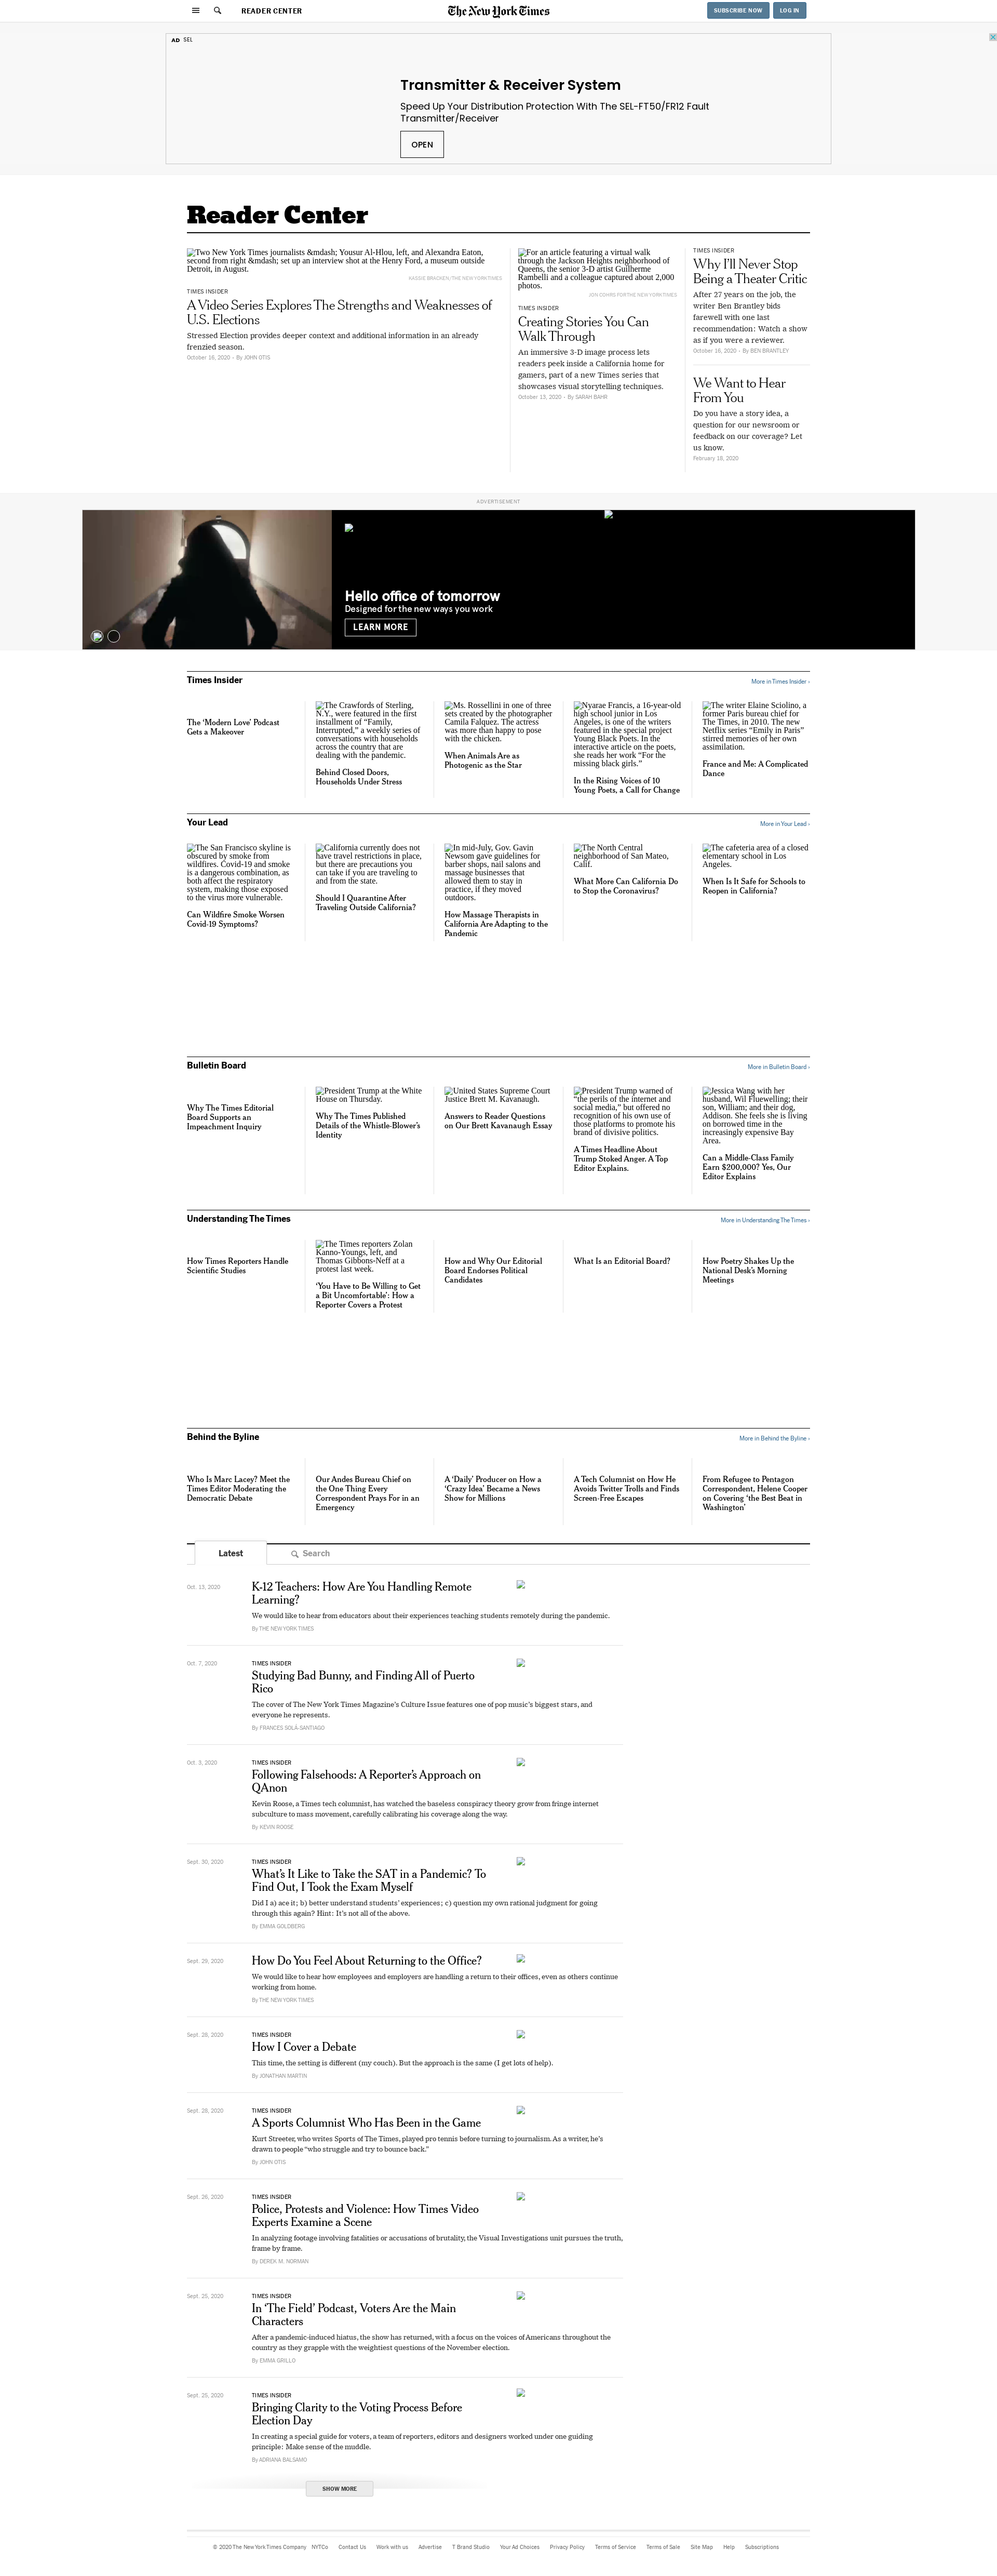 READER CENTER
The New York Times
SUBSCRIBE NOW
LOG IN
AD SEL
Transmitter & Receiver System
Speed Up Your Distribution Protection With The SEL-FT50/FR12 Fault
Transmitter/Receiver
OPEN
Reader Center
Two New York Times journalists &mdash; Yousur Al-Hlou, left, and Alexandra Eaton,
second from right &mdash; set up an interview shot at the Henry Ford, a museum outside
Detroit, in August.
KASSIE BRACKEN/THE NEW YORK TIMES
TIMES INSIDER
A Video Series Explores The Strengths and Weaknesses of
U.S. Elections
Stressed Election provides deeper context and additional information in an already
frenzied season.
October 16, 2020 - By JOHN OTIS
For an article featuring a virtual walk
through the Jackson Heights neighborhood of
Queens, the senior 3-D artist Guilherme
Rambelli and a colleague captured about 2,000
photos.
JON COHRS FOR THE NEW YORK TIMES
TIMES INSIDER
Creating Stories You Can
Walk Through
An immersive 3-D image process lets
readers peek inside a California home for
gamers, part of a new Times series that
showcases visual storytelling techniques.
October 13, 2020 - By SARAH BAHR
TIMES INSIDER
Why I'll Never Stop
Being a Theater Critic
After 27 years on the job, the
writer Ben Brantley bids
farewell with one last
recommendation: Watch a show
as if you were a reviewer.
October 16, 2020 - By BEN BRANTLEY
We Want to Hear
From You
Do you have a story idea, a
question for our newsroom or
feedback on our coverage? Let
us know.
February 18, 2020
ADVERTISEMENT
Hello office of tomorrow
Designed for the new ways you work
LEARN MORE
Times Insider
More in Times Insider ›
The ‘Modern Love’ Podcast
Gets a Makeover
The Crawfords of Sterling,
N.Y., were featured in the first
installment of “Family,
Interrupted,” a weekly series of
conversations with households
across the country that are
dealing with the pandemic.
Behind Closed Doors,
Households Under Stress
Ms. Rossellini in one of three
sets created by the photographer
Camila Falquez. The actress
was more than happy to pose
with the chicken.
When Animals Are as
Photogenic as the Star
Nyarae Francis, a 16-year-old
high school junior in Los
Angeles, is one of the writers
featured in the special project
Young Black Poets. In the
interactive article on the poets,
she reads her work “For the
missing black girls.”
In the Rising Voices of 10
Young Poets, a Call for Change
The writer Elaine Sciolino, a
former Paris bureau chief for
The Times, in 2010. The new
Netflix series “Emily in Paris”
stirred memories of her own
assimilation.
France and Me: A Complicated
Dance
Your Lead
More in Your Lead ›
The San Francisco skyline is
obscured by smoke from
wildfires. Covid-19 and smoke
is a dangerous combination, as
both affect the respiratory
system, making those exposed
to the virus more vulnerable.
Can Wildfire Smoke Worsen
Covid-19 Symptoms?
California currently does not
have travel restrictions in place,
but there are precautions you
can take if you are traveling to
and from the state.
Should I Quarantine After
Traveling Outside California?
In mid-July, Gov. Gavin
Newsom gave guidelines for
barber shops, nail salons and
massage businesses that
allowed them to stay in
practice, if they moved
outdoors.
How Massage Therapists in
California Are Adapting to the
Pandemic
The North Central
neighborhood of San Mateo,
Calif.
What More Can California Do
to Stop the Coronavirus?
The cafeteria area of a closed
elementary school in Los
Angeles.
When Is It Safe for Schools to
Reopen in California?
Bulletin Board
More in Bulletin Board ›
Why The Times Editorial
Board Supports an
Impeachment Inquiry
President Trump at the White
House on Thursday.
Why The Times Published
Details of the Whistle-Blower’s
Identity
United States Supreme Court
Justice Brett M. Kavanaugh.
Answers to Reader Questions
on Our Brett Kavanaugh Essay
President Trump warned of
“the perils of the internet and
social media,” but offered no
recognition of his own use of
those platforms to promote his
brand of divisive politics.
A Times Headline About
Trump Stoked Anger. A Top
Editor Explains.
Jessica Wang with her
husband, Wil Fluewelling; their
son, William; and their dog,
Addison. She feels she is living
on borrowed time in the
increasingly expensive Bay
Area.
Can a Middle-Class Family
Earn $200,000? Yes, Our
Editor Explains
Understanding The Times
More in Understanding The Times ›
How Times Reporters Handle
Scientific Studies
The Times reporters Zolan
Kanno-Youngs, left, and
Thomas Gibbons-Neff at a
protest last week.
‘You Have to Be Willing to Get
a Bit Uncomfortable’: How a
Reporter Covers a Protest
How and Why Our Editorial
Board Endorses Political
Candidates
What Is an Editorial Board?
How Poetry Shakes Up the
National Desk’s Morning
Meetings
Behind the Byline
More in Behind the Byline ›
Who Is Marc Lacey? Meet the
Times Editor Moderating the
Democratic Debate
Our Andes Bureau Chief on
the One Thing Every
Correspondent Prays For in an
Emergency
A ‘Daily’ Producer on How a
‘Crazy Idea’ Became a News
Show for Millions
A Tech Columnist on How He
Avoids Twitter Trolls and Finds
Screen-Free Escapes
From Refugee to Pentagon
Correspondent, Helene Cooper
on Covering ‘the Best Beat in
Washington’
Latest
Search
Oct. 13, 2020
K-12 Teachers: How Are You Handling Remote
Learning?
We would like to hear from educators about their experiences teaching students remotely during the pandemic.
By THE NEW YORK TIMES
Oct. 7, 2020
TIMES INSIDER
Studying Bad Bunny, and Finding All of Puerto
Rico
The cover of The New York Times Magazine’s Culture Issue features one of pop music’s biggest stars, and
everyone he represents.
By FRANCES SOLÁ-SANTIAGO
Oct. 3, 2020
TIMES INSIDER
Following Falsehoods: A Reporter’s Approach on
QAnon
Kevin Roose, a Times tech columnist, has watched the baseless conspiracy theory grow from fringe internet
subculture to mass movement, carefully calibrating his coverage along the way.
By KEVIN ROOSE
Sept. 30, 2020
TIMES INSIDER
What’s It Like to Take the SAT in a Pandemic? To
Find Out, I Took the Exam Myself
Did I a) ace it; b) better understand students’ experiences; c) question my own rational judgment for going
through this again? Hint: It’s not all of the above.
By EMMA GOLDBERG
Sept. 29, 2020
How Do You Feel About Returning to the Office?
We would like to hear how employees and employers are handling a return to their offices, even as others continue
working from home.
By THE NEW YORK TIMES
Sept. 28, 2020
TIMES INSIDER
How I Cover a Debate
This time, the setting is different (my couch). But the approach is the same (I get lots of help).
By JONATHAN MARTIN
Sept. 28, 2020
TIMES INSIDER
A Sports Columnist Who Has Been in the Game
Kurt Streeter, who writes Sports of The Times, played pro tennis before turning to journalism. As a writer, he’s
drawn to people “who struggle and try to bounce back.”
By JOHN OTIS
Sept. 26, 2020
TIMES INSIDER
Police, Protests and Violence: How Times Video
Experts Examine a Scene
In analyzing footage involving fatalities or accusations of brutality, the Visual Investigations unit pursues the truth,
frame by frame.
By DEREK M. NORMAN
Sept. 25, 2020
TIMES INSIDER
In ‘The Field’ Podcast, Voters Are the Main
Characters
After a pandemic-induced hiatus, the show has returned, with a focus on the voices of Americans throughout the
country as they grapple with the weightiest questions of the November election.
By EMMA GRILLO
Sept. 25, 2020
TIMES INSIDER
Bringing Clarity to the Voting Process Before
Election Day
In creating a special guide for voters, a team of reporters, editors and designers worked under one guiding
principle: Make sense of the muddle.
By ADRIANA BALSAMO
SHOW MORE
© 2020 The New York Times Company NYTCo Contact Us Work with us Advertise T Brand Studio Your Ad Choices Privacy Policy Terms of Service Terms of Sale Site Map Help Subscriptions